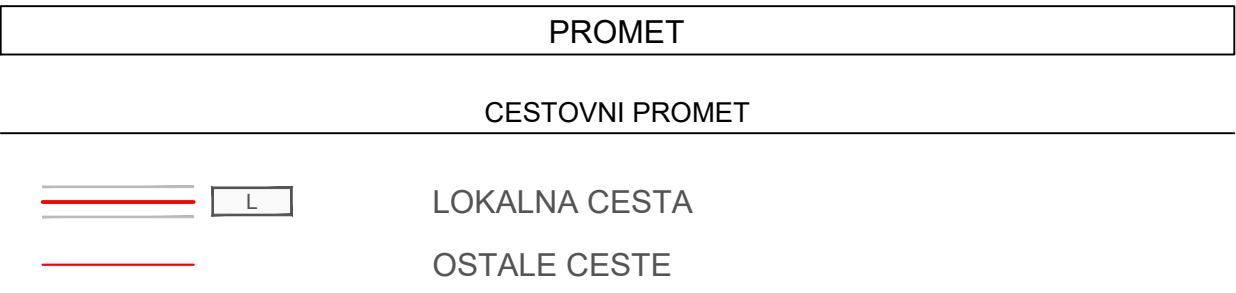 PROMET
CESTOVNI PROMET
L LOKALNA CESTA
OSTALE CESTE